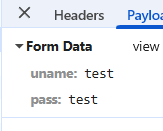 Headers
Form Data
view
uname: test
pass: test